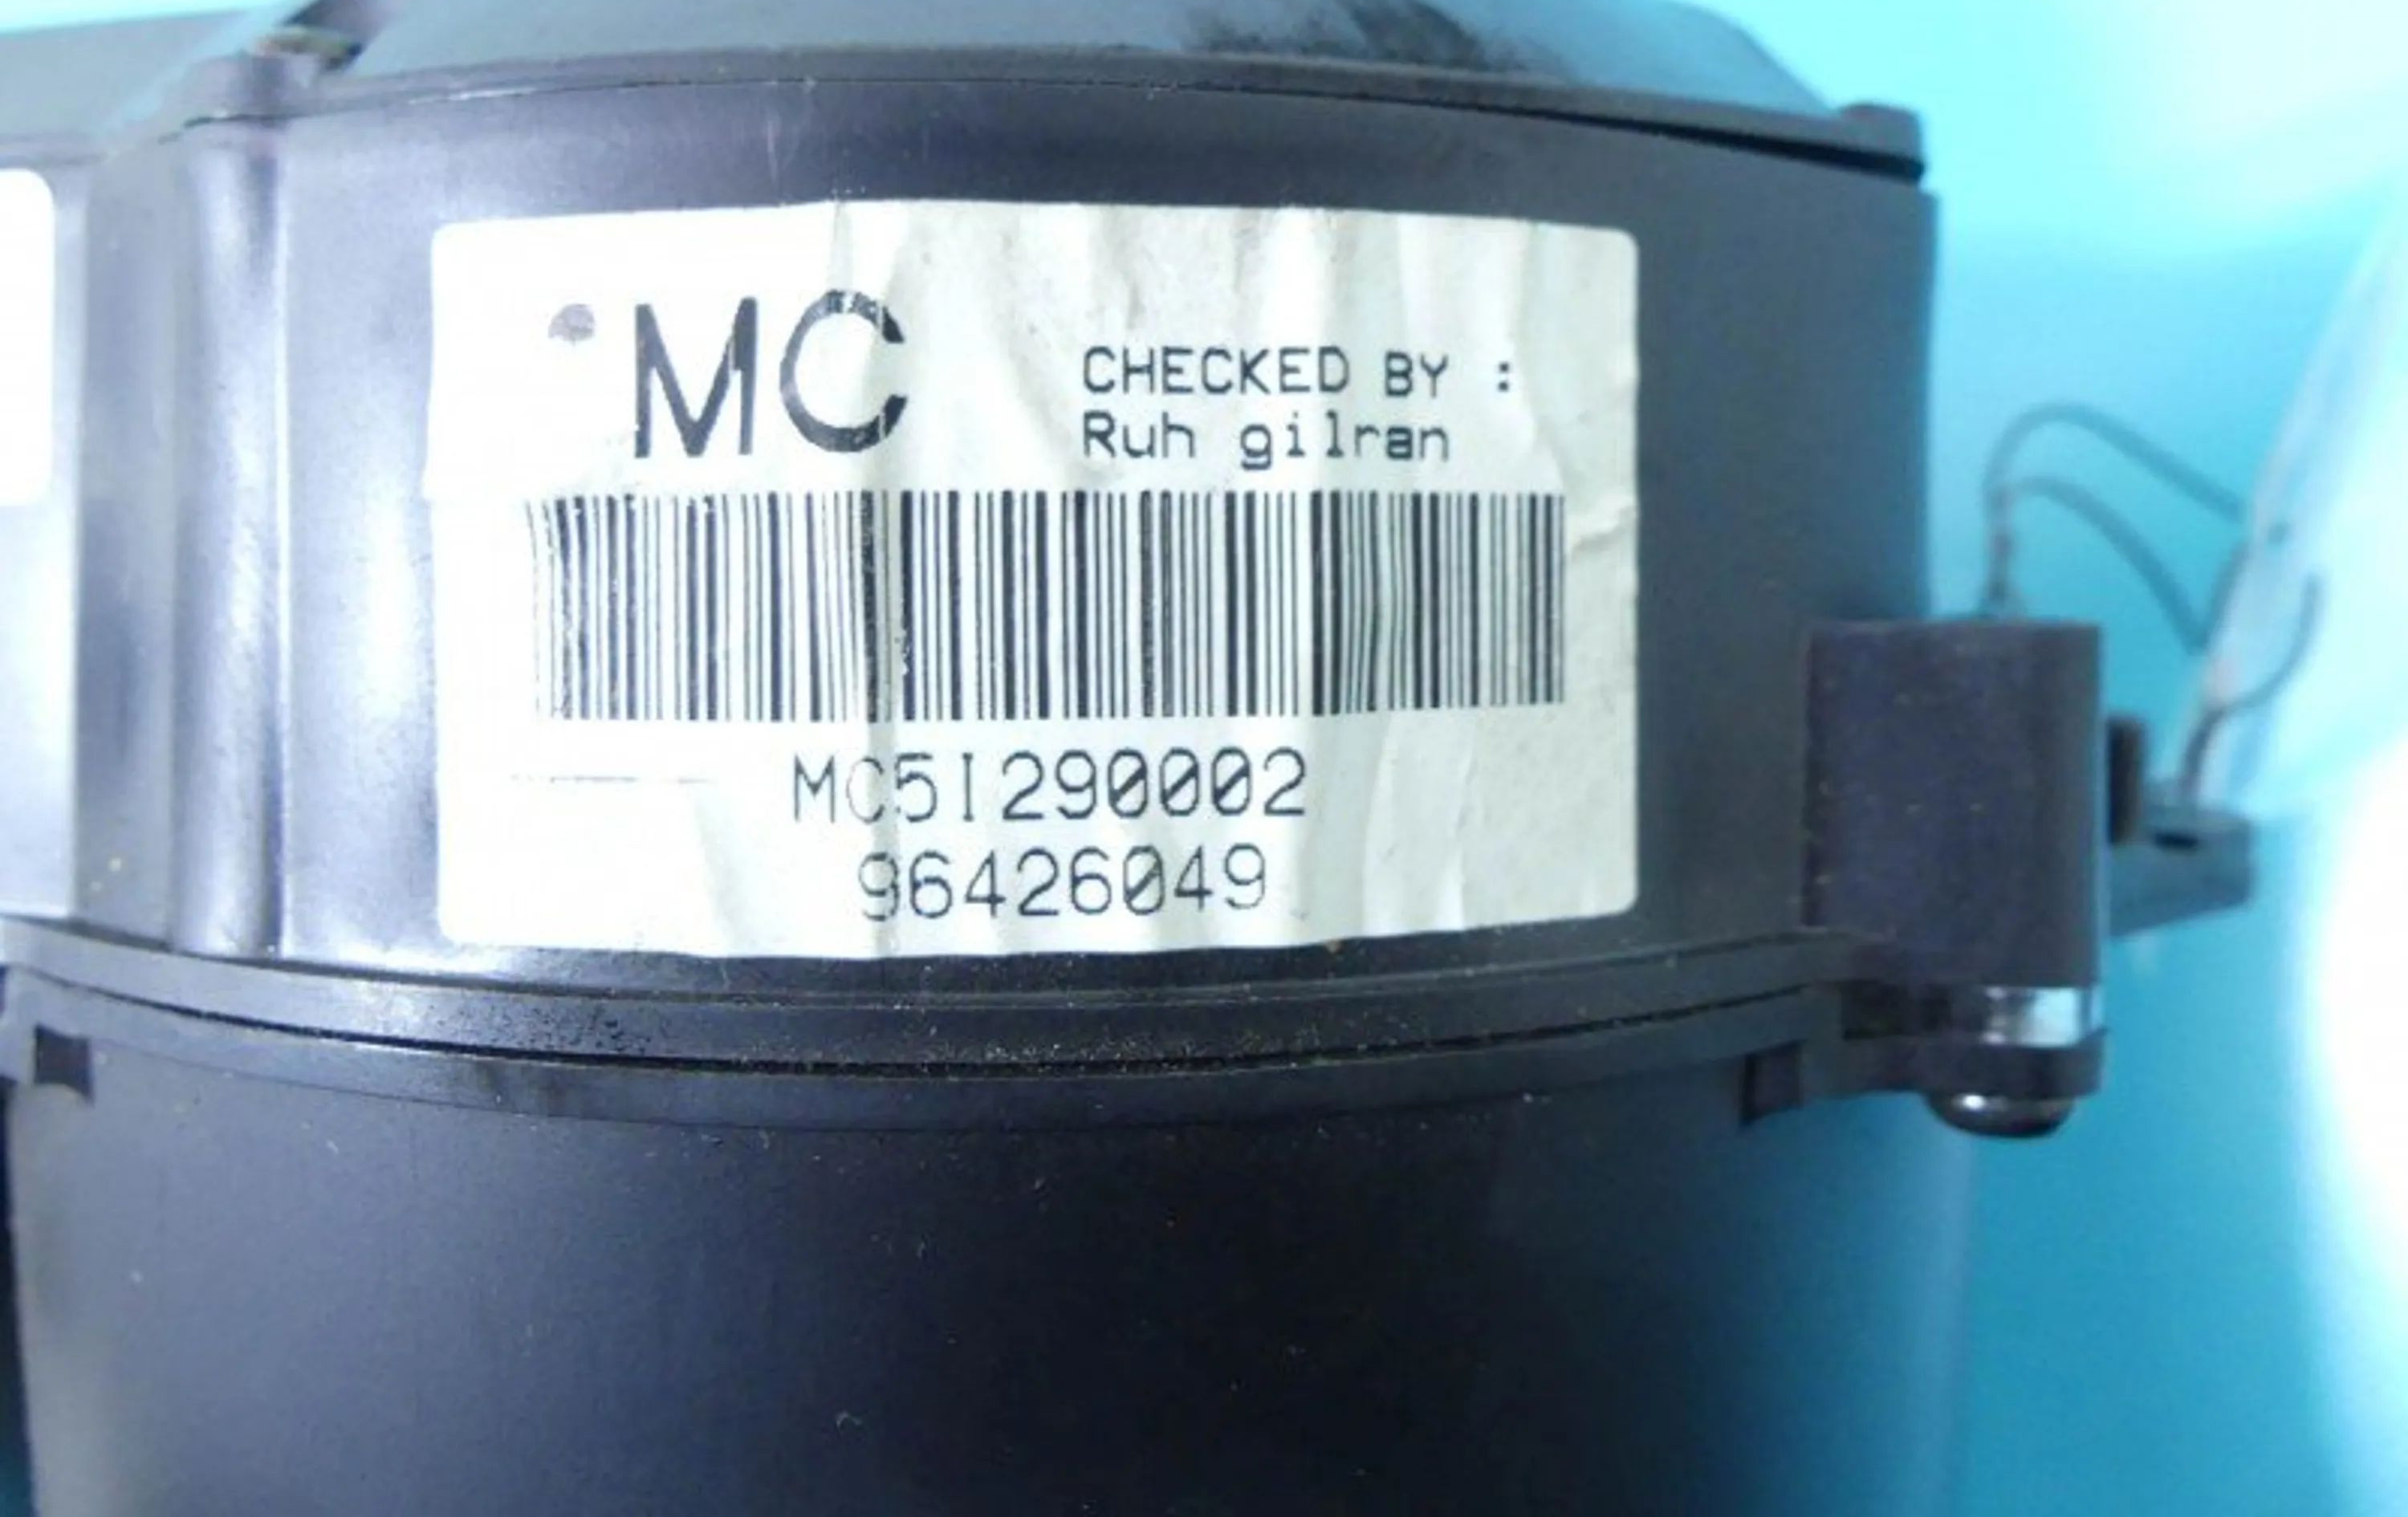 MC
CHECKED BY :
Ruh gilran
MC5I290002
96426049